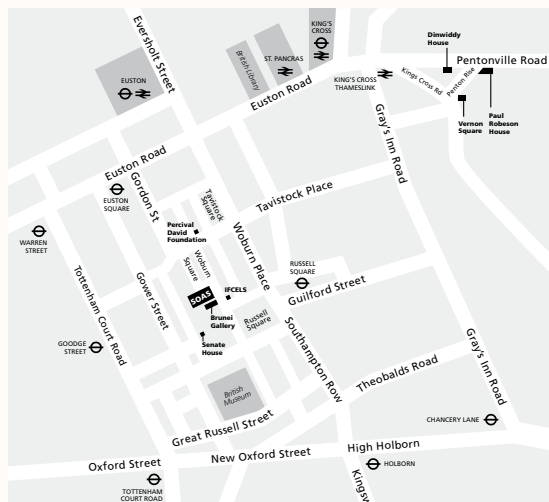 Eversholt Street
KING'S
CROSS
British Library
ST. PANCRAS
EUSTON
Euston Road
KING'S CROSS
THAMESLINK
Dinwiddy
House
Pentonville Road
Kings Cross Rd
Penton Rise
Vernon
Square
Paul
Robeson
House
Gray's Inn Road
Euston Road
EUSTON
SQUARE
Gordon St
Tavistock
Square
Tavistock Place
Percival
David
Foundation
Woburn Place
WARREN
STREET
Woburn
Square
RUSSELL
SQUARE
Tottenham Court Road
Gower Street
SOAS
IFCELS
Guilford Street
Brunei
Gallery
Russell
Square
Senate
House
GOODGE
STREET
Southampton Row
Gray's Inn Road
Theobalds Road
British
Museum
Great Russell Street
CHANCERY LANE
High Holborn
New Oxford Street
Oxford Street
HOLBORN
TOTTENHAM
COURT ROAD
Kingsw